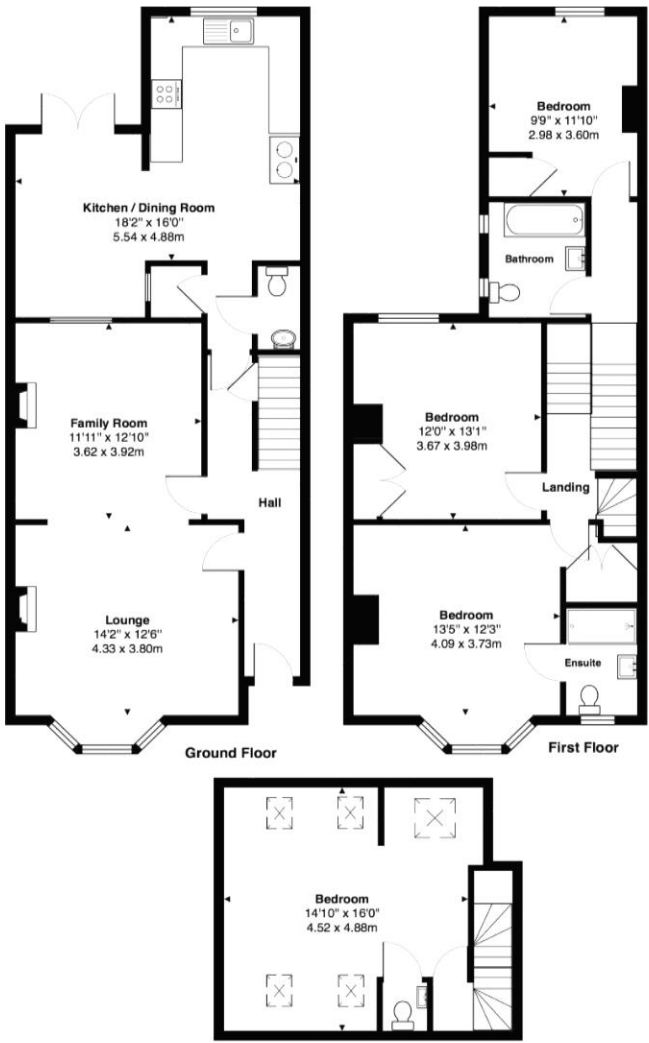 Kitchen / Dining Room
18'2" x 16'0"
5.54 x 4.88m
Family Room
11'11" x 12'10"
3.62 x 3.92m
Hall
Lounge
14'2" x 12'6"
4.33 x 3.80m
Ground Floor
Bedroom
9'9" x 11'10"
2.98 x 3.60m
Bathroom
Bedroom
12'0" x 13'1"
3.67 x 3.98m
Landing
Bedroom
13'5" x 12'3"
4.09 x 3.73m
Ensuite
First Floor
Bedroom
14'10" x 16'0"
4.52 x 4.88m